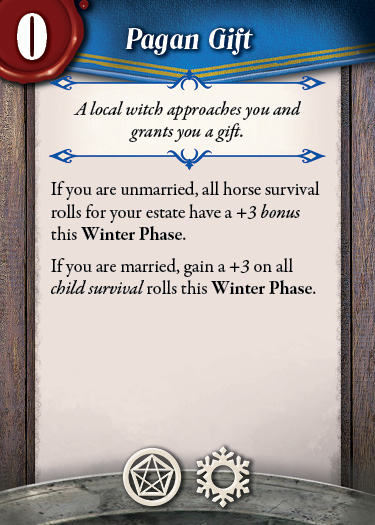 0
Pagan Gift
A local witch approaches you and
grants you a gift.
If you are unmarried, all horse survival
rolls for your estate have a +3 bonus
this Winter Phase.
If you are married, gain a +3 on all
child survival rolls this Winter Phase.